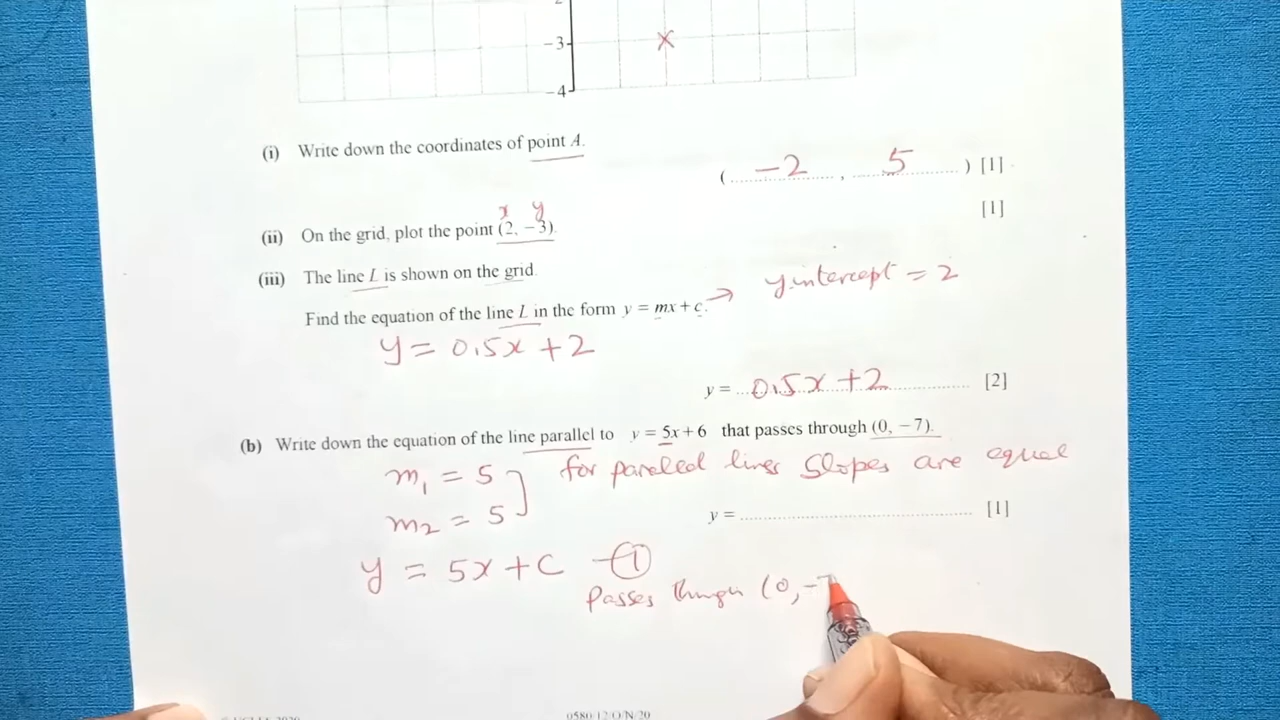 -3
-4
(i) Write down the coordinates of point A.
( -2 , 5 ) [1]
[1]
x y
(ii) On the grid, plot the point (2, -3).
(iii) The line L is shown on the grid.
y.intercept = 2
Find the equation of the line L in the form y = mx + c. →
y = 0.5x + 2
y = 0.5x + 2 [2]
(b) Write down the equation of the line parallel to y = 5x + 6 that passes through (0, -7).
m₁ = 5 ] for paralled lines slopes are equal
m₂ = 5
y = [1]
y = 5x + c —①
Passes through (0, -7
0580/12/O/N/20